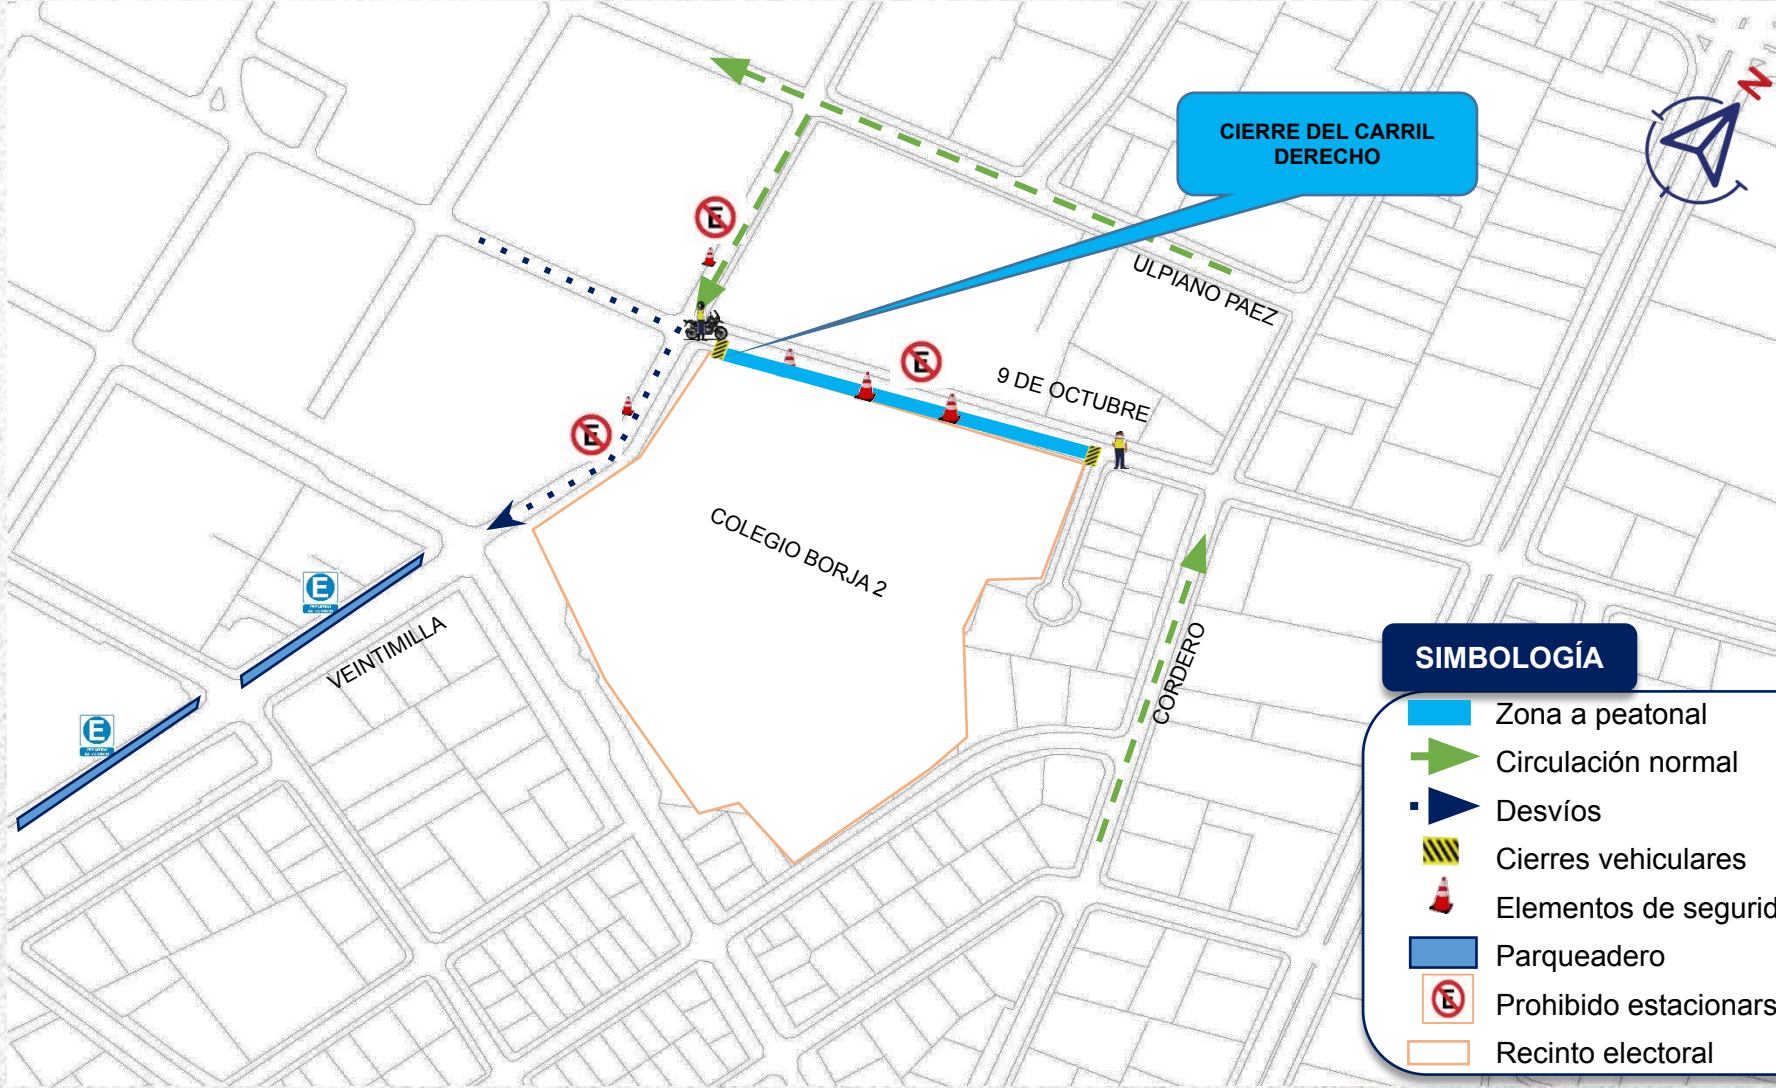 N
CIERRE DEL CARRIL
DERECHO
E
ULPIANO PAEZ
E
9 DE OCTUBRE
E
COLEGIO BORJA 2
E
VEINTIMILLA
E
CORDERO
SIMBOLOGÍA
Zona a peatonal
Circulación normal
Desvíos
Cierres vehiculares
Elementos de segurid
Parqueadero
E
Prohibido estacionars
Recinto electoral